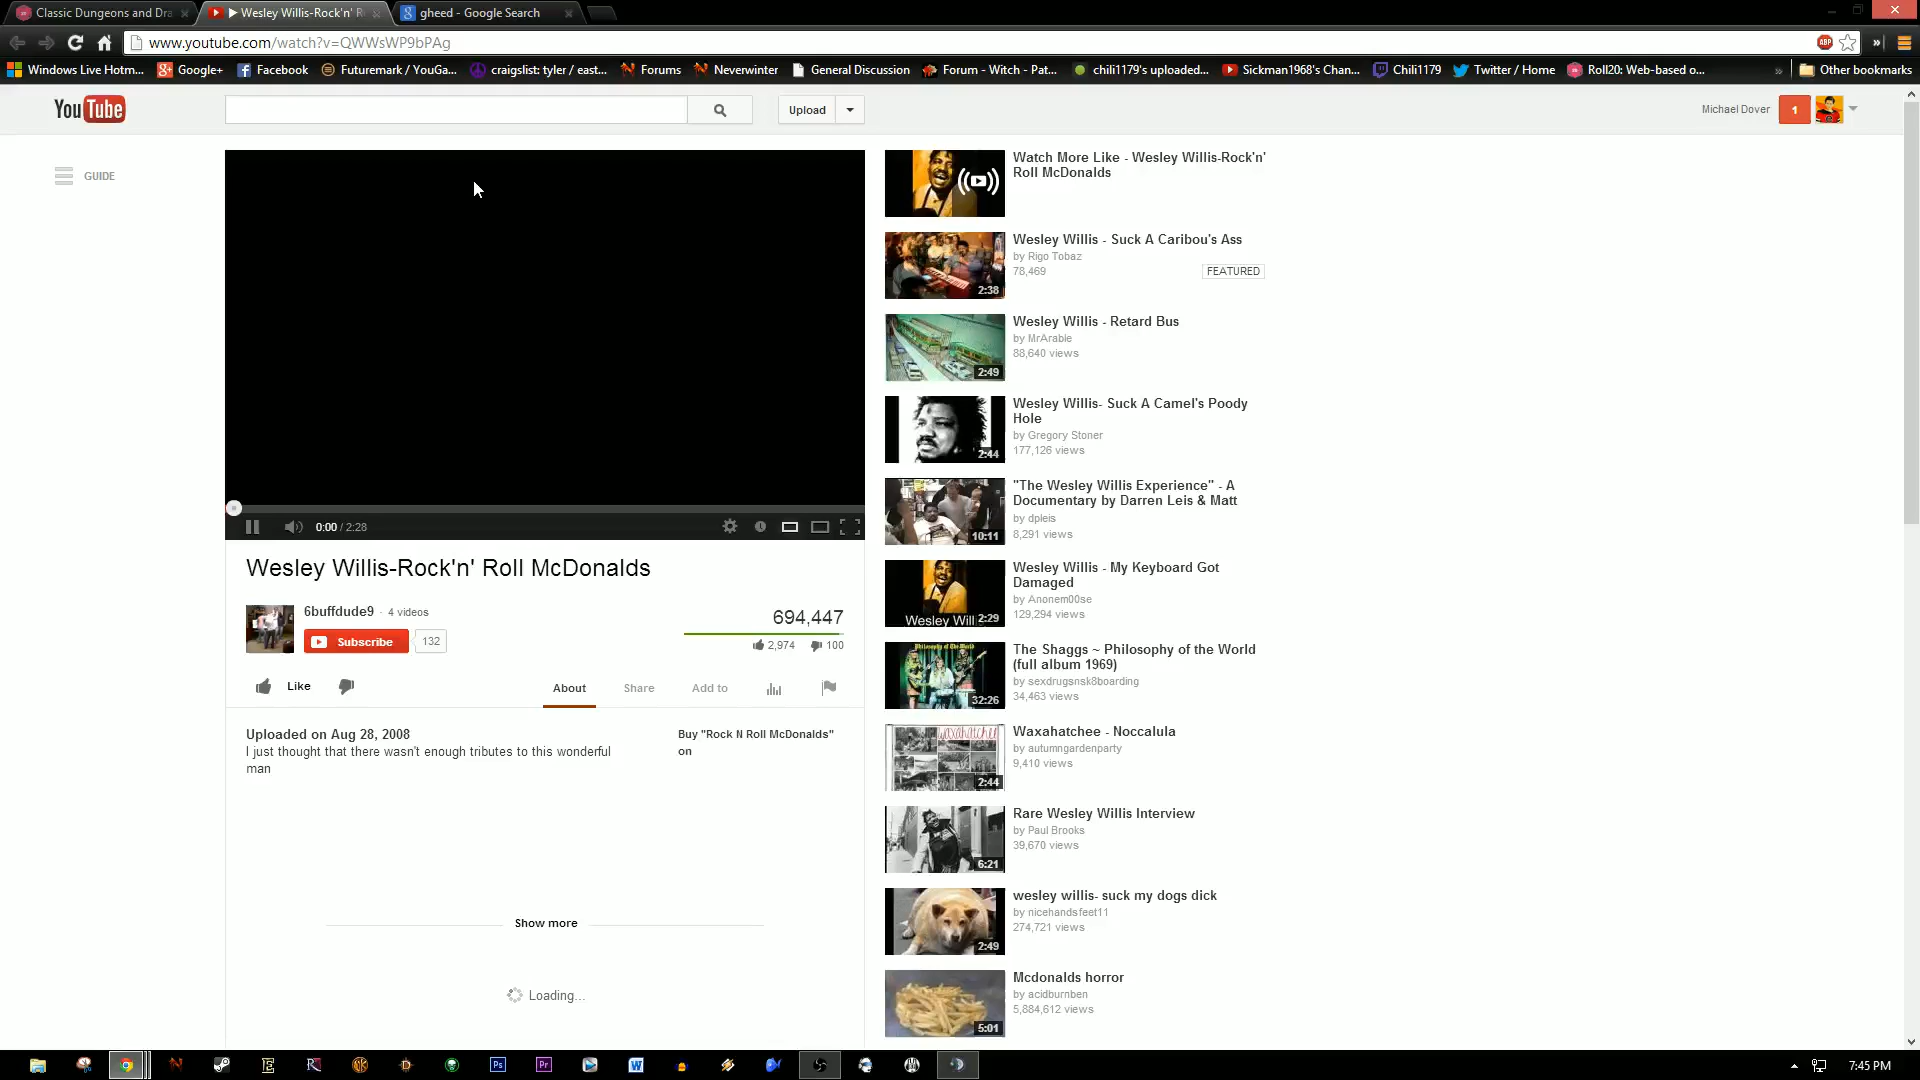 Classic Dungeons and Dra
▶ Wesley Willis-Rock'n' R
gheed - Google Search
www.youtube.com/watch?v=QWWsWP9bPAg
ABP
»
Windows Live Hotm...
Google+
Facebook
Futuremark / YouGa...
craigslist: tyler / east...
Forums
Neverwinter
General Discussion
Forum - Witch - Pat...
chili1179's uploaded...
Sickman1968's Chan...
Chili1179
Twitter / Home
Roll20: Web-based o...
»
Other bookmarks
YouTube
Upload
Michael Dover
1
GUIDE
0:00 / 2:28
Wesley Willis-Rock'n' Roll McDonalds
6buffdude9 · 4 videos
Subscribe
132
694,447
2,974
100
Like
About
Share
Add to
Uploaded on Aug 28, 2008
I just thought that there wasn't enough tributes to this wonderful
man
Buy "Rock N Roll McDonalds"
on
Show more
Loading...
Watch More Like - Wesley Willis-Rock'n'
Roll McDonalds
Wesley Willis - Suck A Caribou's Ass
by Rigo Tobaz
78,469
FEATURED
2:38
Wesley Willis - Retard Bus
by MrArable
88,640 views
2:49
Wesley Willis- Suck A Camel's Poody
Hole
by Gregory Stoner
177,126 views
2:44
"The Wesley Willis Experience" - A
Documentary by Darren Leis & Matt
by dpleis
8,291 views
10:11
Wesley Willis - My Keyboard Got
Damaged
by Anonem00se
129,294 views
Wesley Will
2:29
The Shaggs ~ Philosophy of the World
(full album 1969)
by sexdrugsnsk8boarding
34,463 views
Philosophy of the World
32:26
Waxahatchee - Noccalula
by autumngardenparty
9,410 views
waxahatchee
2:44
Rare Wesley Willis Interview
by Paul Brooks
39,670 views
6:21
wesley willis- suck my dogs dick
by nicehandsfeet11
274,721 views
2:49
Mcdonalds horror
by acidburnben
5,884,612 views
5:01
Ps
Pr
W
7:45 PM